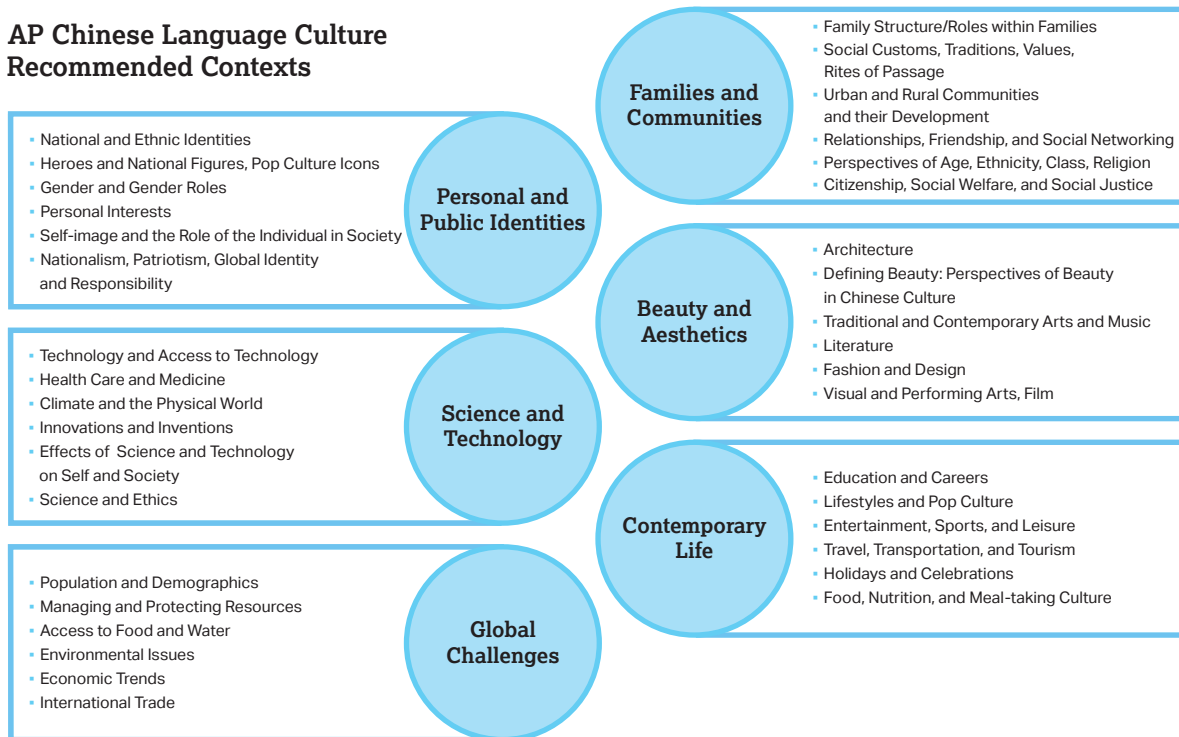 AP Chinese Language Culture
Recommended Contexts
▪ National and Ethnic Identities
▪ Heroes and National Figures, Pop Culture Icons
▪ Gender and Gender Roles
▪ Personal Interests
▪ Self-image and the Role of the Individual in Society
▪ Nationalism, Patriotism, Global Identity
and Responsibility
Personal and
Public Identities
▪ Technology and Access to Technology
▪ Health Care and Medicine
▪ Climate and the Physical World
▪ Innovations and Inventions
▪ Effects of Science and Technology
on Self and Society
▪ Science and Ethics
Science and
Technology
▪ Population and Demographics
▪ Managing and Protecting Resources
▪ Access to Food and Water
▪ Environmental Issues
▪ Economic Trends
▪ International Trade
Global
Challenges
Families and
Communities
▪ Family Structure/Roles within Families
▪ Social Customs, Traditions, Values,
Rites of Passage
▪ Urban and Rural Communities
and their Development
▪ Relationships, Friendship, and Social Networking
▪ Perspectives of Age, Ethnicity, Class, Religion
▪ Citizenship, Social Welfare, and Social Justice
Beauty and
Aesthetics
▪ Architecture
▪ Defining Beauty: Perspectives of Beauty
in Chinese Culture
▪ Traditional and Contemporary Arts and Music
▪ Literature
▪ Fashion and Design
▪ Visual and Performing Arts, Film
Contemporary
Life
▪ Education and Careers
▪ Lifestyles and Pop Culture
▪ Entertainment, Sports, and Leisure
▪ Travel, Transportation, and Tourism
▪ Holidays and Celebrations
▪ Food, Nutrition, and Meal-taking Culture